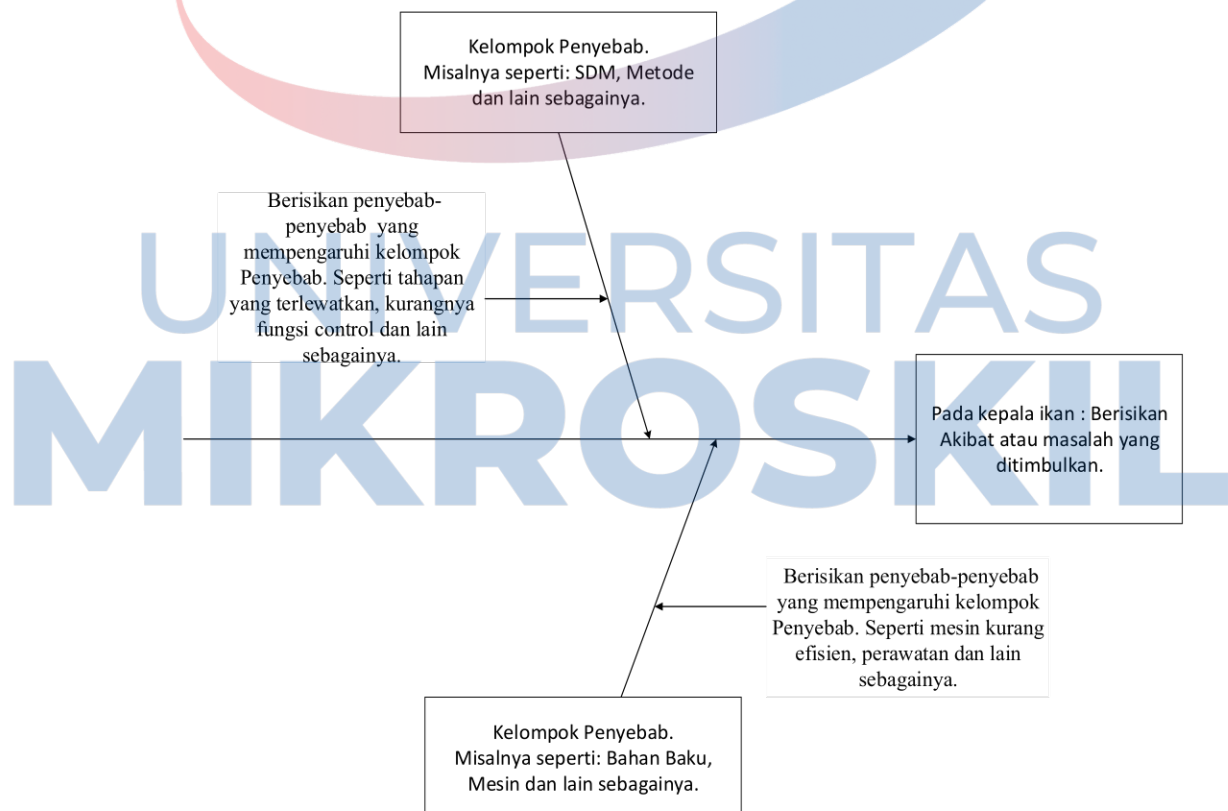 Kelompok Penyebab.
Misalnya seperti: SDM, Metode
dan lain sebagainya.
Berisikan penyebab-
penyebab yang
mempengaruhi kelompok
Penyebab. Seperti tahapan
yang terlewatkan, kurangnya
fungsi control dan lain
sebagainya.
UNIVERSITAS
MIKROSKIL
Pada kepala ikan : Berisikan
Akibat atau masalah yang
ditimbulkan.
Berisikan penyebab-penyebab
yang mempengaruhi kelompok
Penyebab. Seperti mesin kurang
efisien, perawatan dan lain
sebagainya.
Kelompok Penyebab.
Misalnya seperti: Bahan Baku,
Mesin dan lain sebagainya.